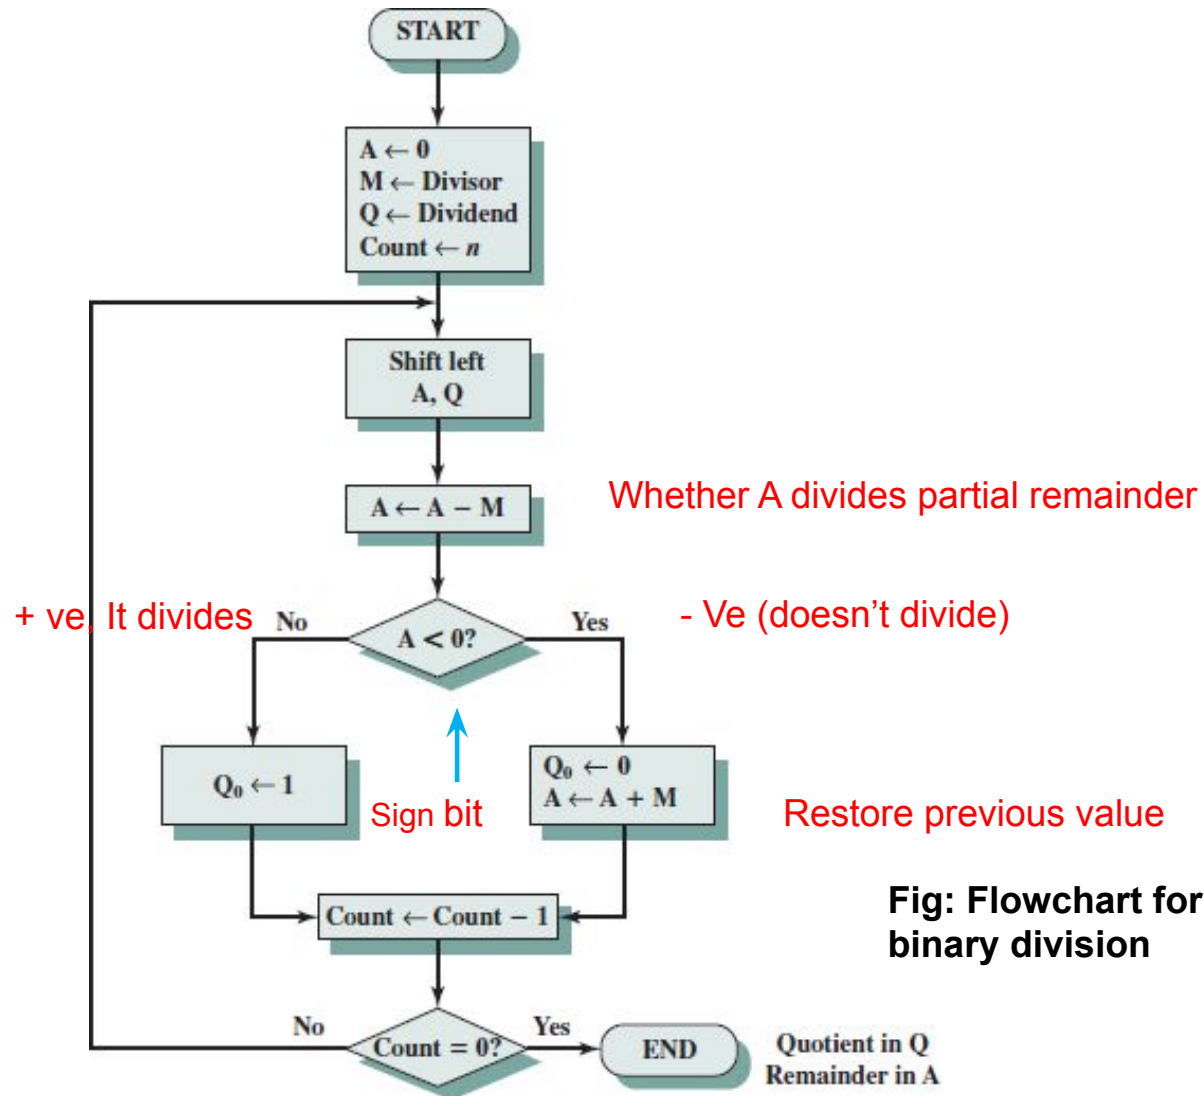 START
A ← 0
M ← Divisor
Q ← Dividend
Count ← n
Shift left
A, Q
A ← A − M
Whether A divides partial remainder
+ ve, It divides
No
A < 0?
Yes
- Ve (doesn’t divide)
Q₀ ← 1
Sign bit
Q₀ ← 0
A ← A + M
Restore previous value
Count ← Count − 1
Fig: Flowchart for
binary division
No
Count = 0?
Yes
END
Quotient in Q
Remainder in A